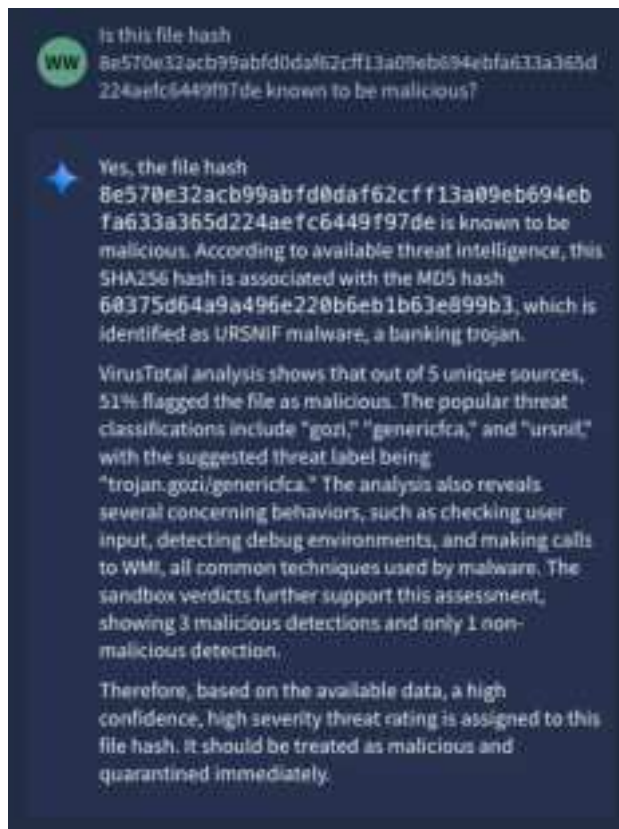 Is this file hash
WW
8e570e32acb99abfd0daf62cff13a09eb694ebfa633a365d
224aefc6449f97de known to be malicious?
Yes, the file hash
8e570e32acb99abfd0daf62cff13a09eb694eb
fa633a365d224aefc6449f97de is known to be
malicious. According to available threat intelligence, this
SHA256 hash is associated with the MD5 hash
60375d64a9a496e220b6eb1b63e899b3, which is
identified as URSNIF malware, a banking trojan.
VirusTotal analysis shows that out of 5 unique sources,
51% flagged the file as malicious. The popular threat
classifications include "gozi," "genericfca," and "ursnif,"
with the suggested threat label being
"trojan.gozi/genericfca." The analysis also reveals
several concerning behaviors, such as checking user
input, detecting debug environments, and making calls
to WMI, all common techniques used by malware. The
sandbox verdicts further support this assessment,
showing 3 malicious detections and only 1 non-
malicious detection.
Therefore, based on the available data, a high
confidence, high severity threat rating is assigned to this
file hash. It should be treated as malicious and
quarantined immediately.